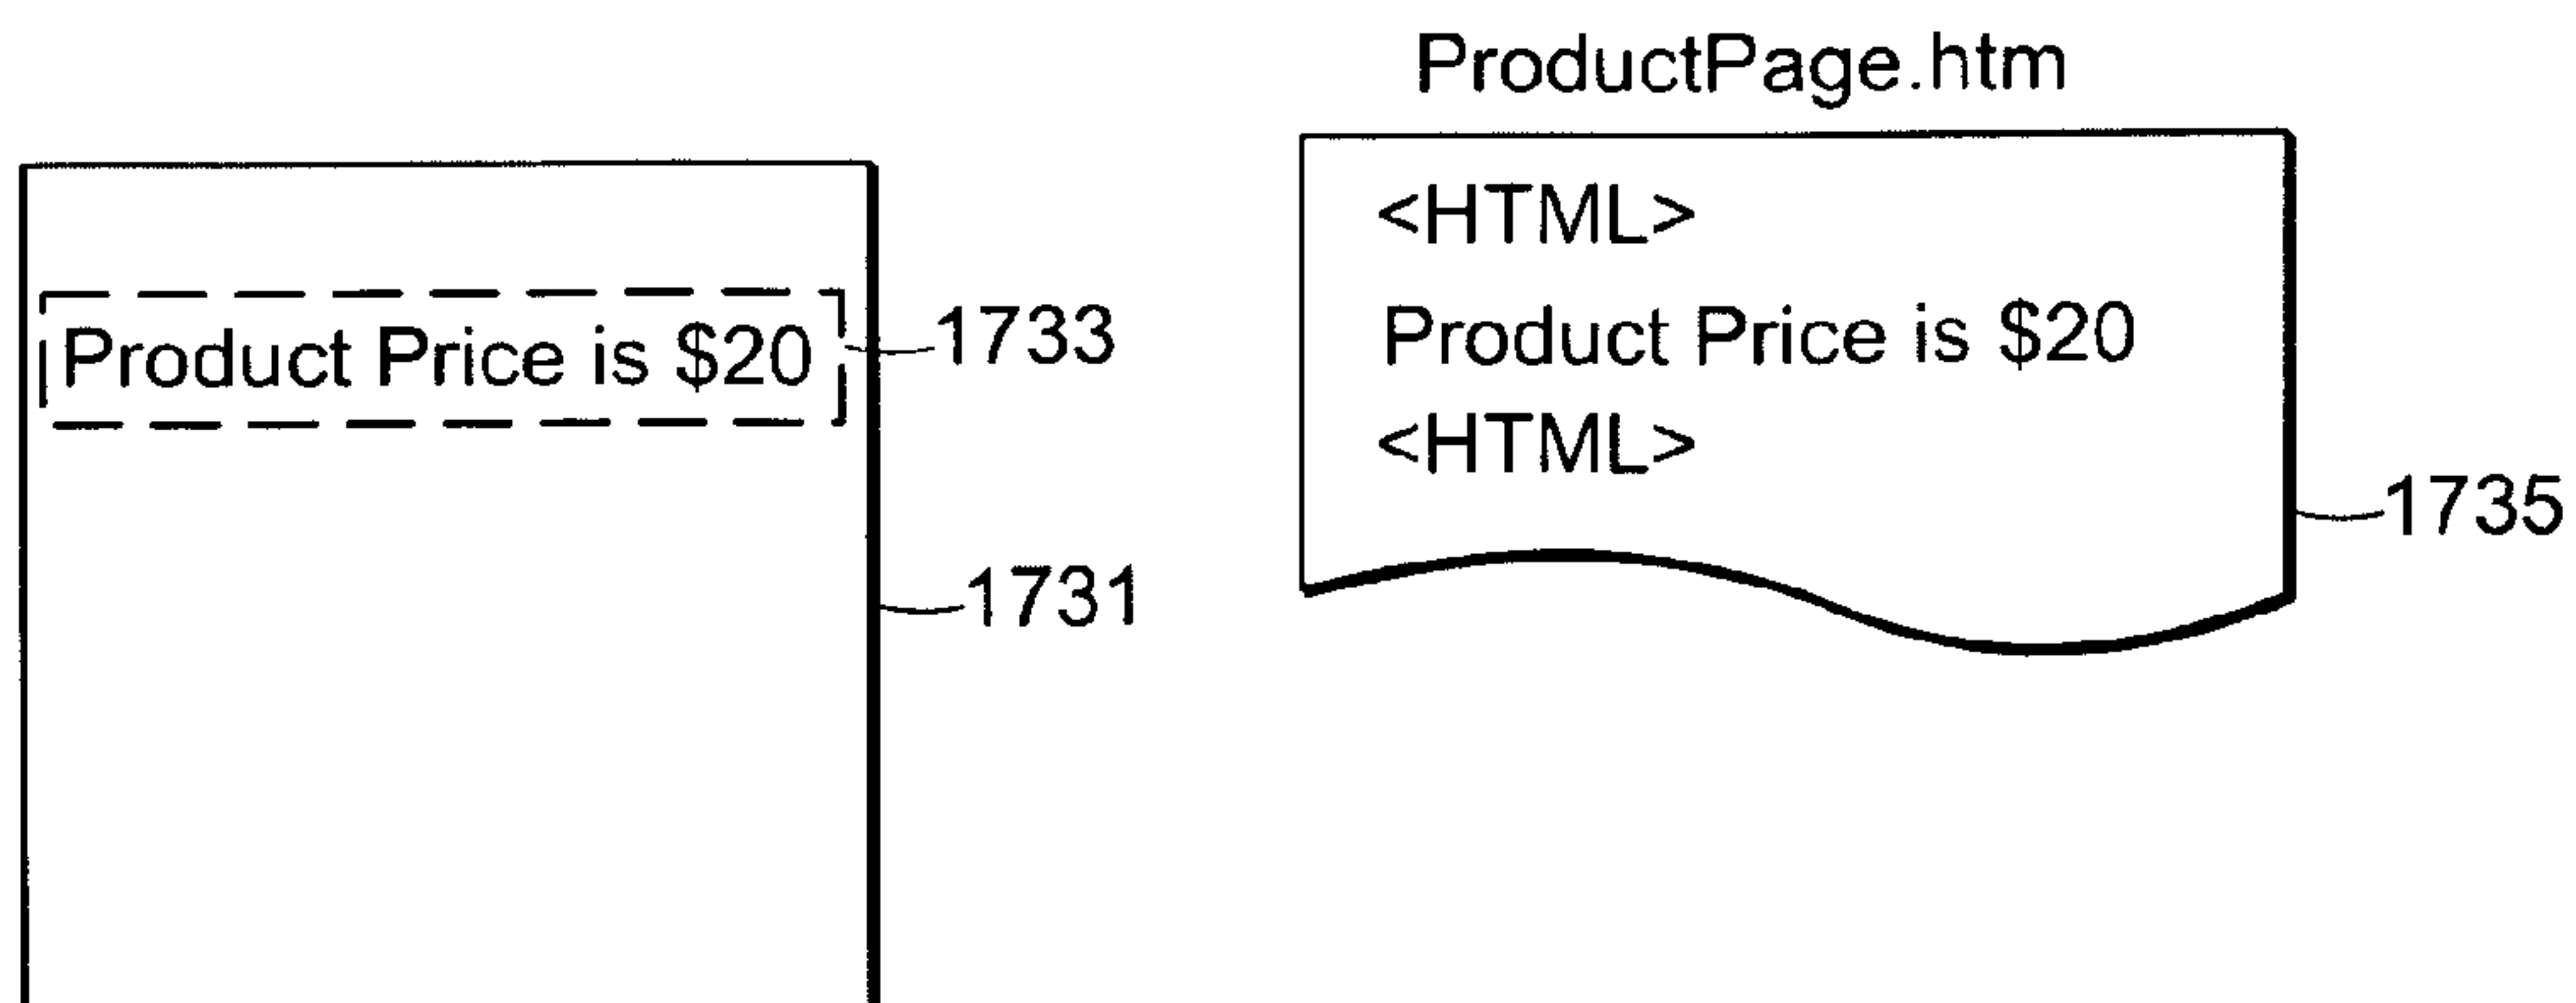 Product Price is $20
1733
1731
ProductPage.htm
<HTML>
Product Price is $20
<HTML>
1735